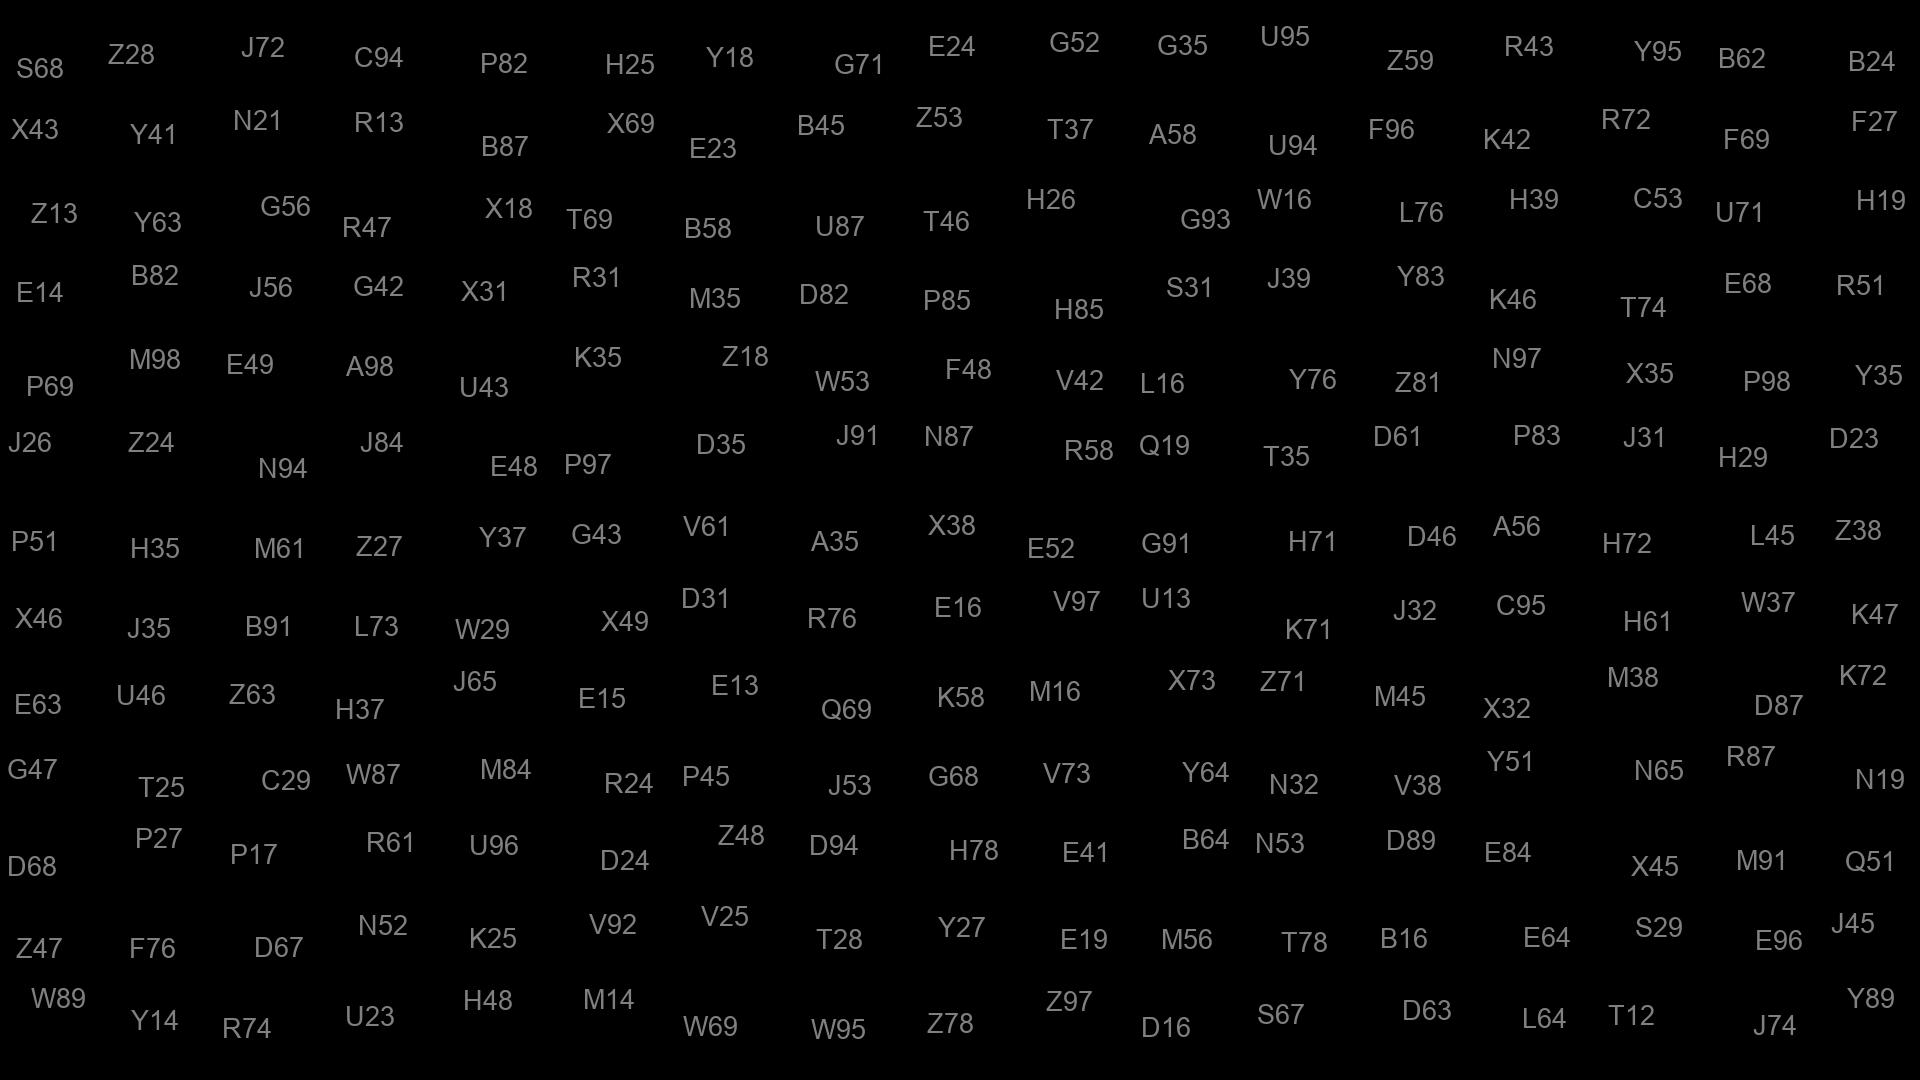 S68 Z28 J72 C94 P82 H25 Y18 G71 E24 G52 G35 U95 Z59 R43 Y95 B62 B24
X43 Y41 N21 R13 B87 X69 E23 B45 Z53 T37 A58 U94 F96 K42 R72 F69 F27
Z13 Y63 G56 R47 X18 T69 B58 U87 T46 H26 G93 W16 L76 H39 C53 U71 H19
E14 B82 J56 G42 X31 R31 M35 D82 P85 H85 S31 J39 Y83 K46 T74 E68 R51
P69 M98 E49 A98 U43 K35 Z18 W53 F48 V42 L16 Y76 Z81 N97 X35 P98 Y35
J26 Z24 N94 J84 E48 P97 D35 J91 N87 R58 Q19 T35 D61 P83 J31 H29 D23
P51 H35 M61 Z27 Y37 G43 V61 A35 X38 E52 G91 H71 D46 A56 H72 L45 Z38
X46 J35 B91 L73 W29 X49 D31 R76 E16 V97 U13 K71 J32 C95 H61 W37 K47
E63 U46 Z63 H37 J65 E15 E13 Q69 K58 M16 X73 Z71 M45 X32 M38 D87 K72
G47 T25 C29 W87 M84 R24 P45 J53 G68 V73 Y64 N32 V38 Y51 N65 R87 N19
D68 P27 P17 R61 U96 D24 Z48 D94 H78 E41 B64 N53 D89 E84 X45 M91 Q51
Z47 F76 D67 N52 K25 V92 V25 T28 Y27 E19 M56 T78 B16 E64 S29 E96 J45
W89 Y14 R74 U23 H48 M14 W69 W95 Z78 Z97 D16 S67 D63 L64 T12 J74 Y89